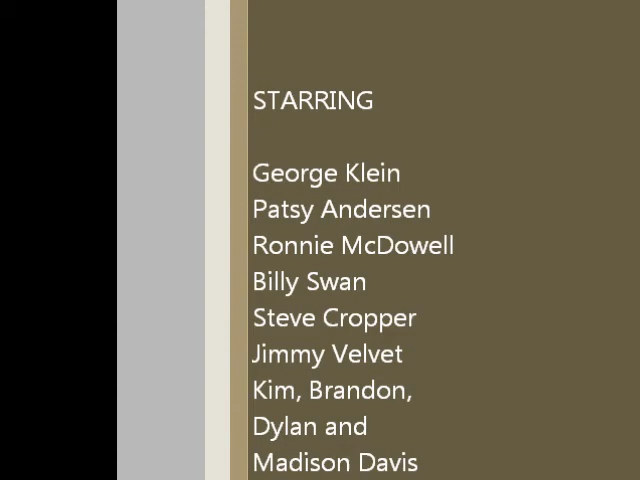 STARRING
George Klein
Patsy Andersen
Ronnie McDowell
Billy Swan
Steve Cropper
Jimmy Velvet
Kim, Brandon,
Dylan and
Madison Davis